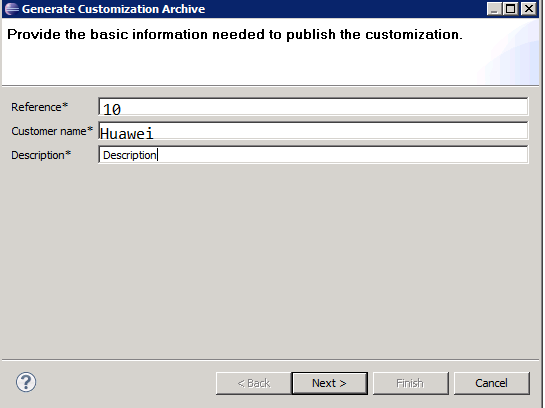 Generate Customization Archive
Provide the basic information needed to publish the customization.
Reference* 10
Customer name* Huawei
Description* Description
?
< Back Next > Finish Cancel